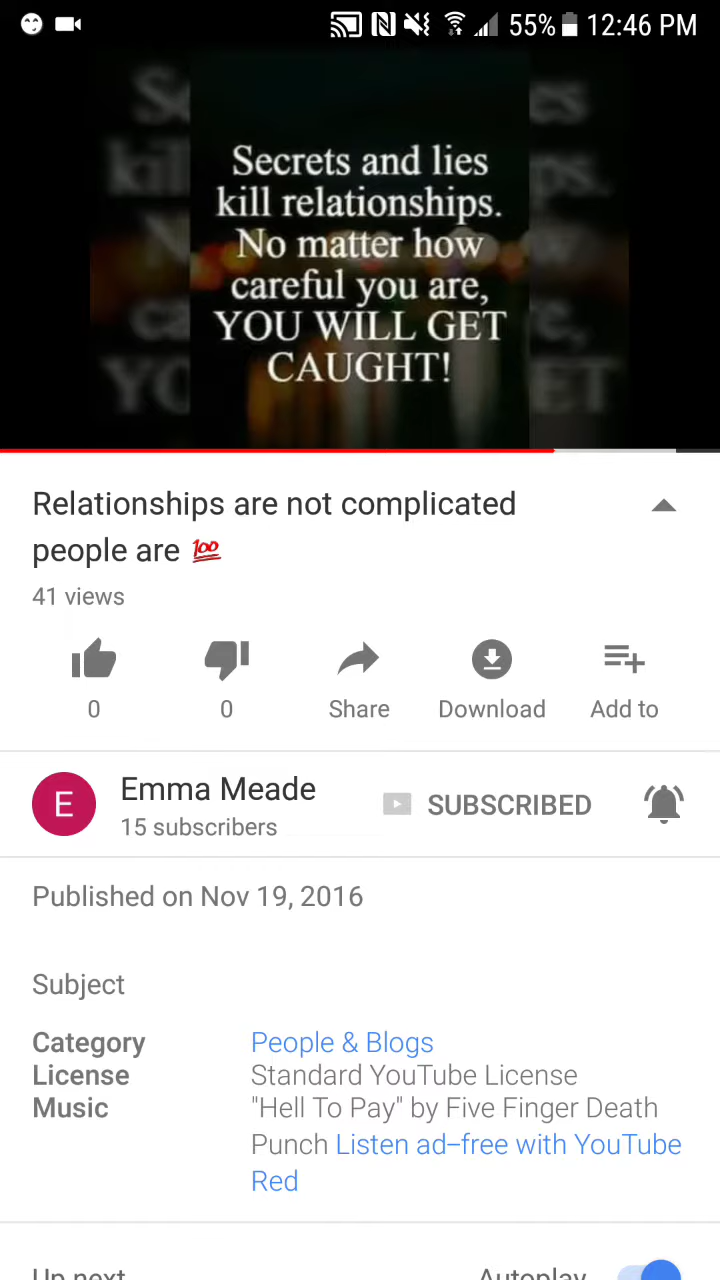 55% 12:46 PM
Secrets and lies
kill relationships.
No matter how
careful you are,
YOU WILL GET
CAUGHT!
Relationships are not complicated
people are 💯
41 views
0 0 Share Download Add to
E Emma Meade SUBSCRIBED
15 subscribers
Published on Nov 19, 2016
Subject
Category People & Blogs
License Standard YouTube License
Music "Hell To Pay" by Five Finger Death
Punch Listen ad-free with YouTube
Red
Up next Autoplay